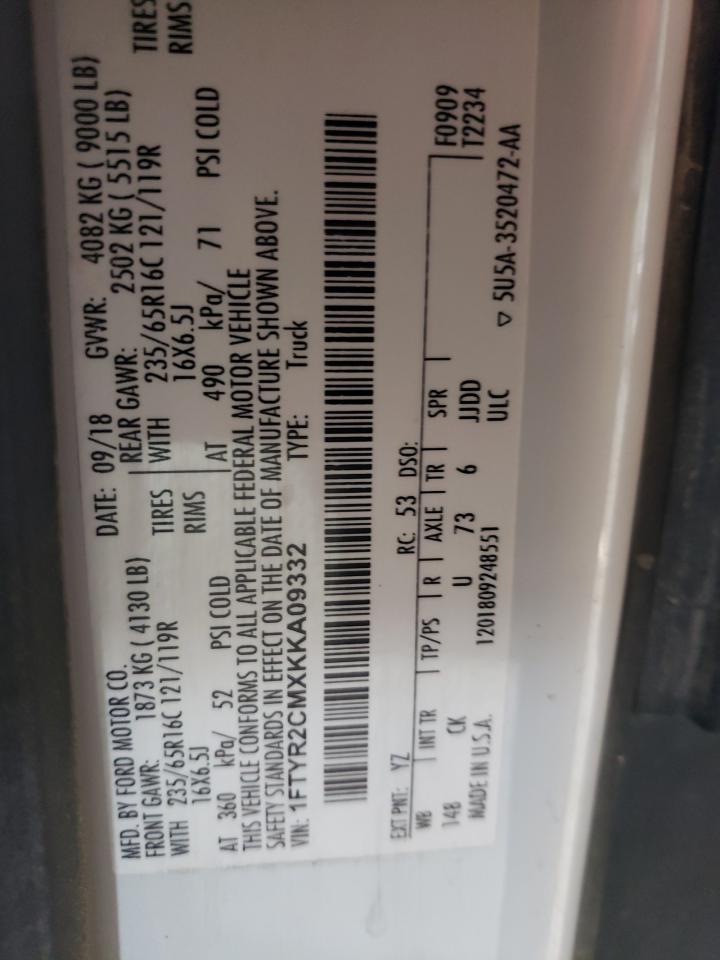 MFD. BY FORD MOTOR CO.
DATE: 09/18 GVWR: 4082 KG ( 9000 LB)
FRONT GAWR: 1873 KG ( 4130 LB) REAR GAWR: 2502 KG ( 5515 LB)
WITH 235/65R16C 121/119R TIRES WITH 235/65R16C 121/119R TIRES
16X6.5J RIMS 16X6.5J RIMS
AT 360 kPa/ 52 PSI COLD AT 490 kPa/ 71 PSI COLD
THIS VEHICLE CONFORMS TO ALL APPLICABLE FEDERAL MOTOR VEHICLE
SAFETY STANDARDS IN EFFECT ON THE DATE OF MANUFACTURE SHOWN ABOVE.
VIN: 1FTYR2CMXKKA09332 TYPE: Truck
EXT PNT: YZ RC: 53 DSO:
WB INT TR TP/PS R AXLE TR SPR F0909
T2234
148 CK U 73 6 JJDD
MADE IN U.S.A. 1201809248551 ULC
▽ 5U5A-3520472-AA